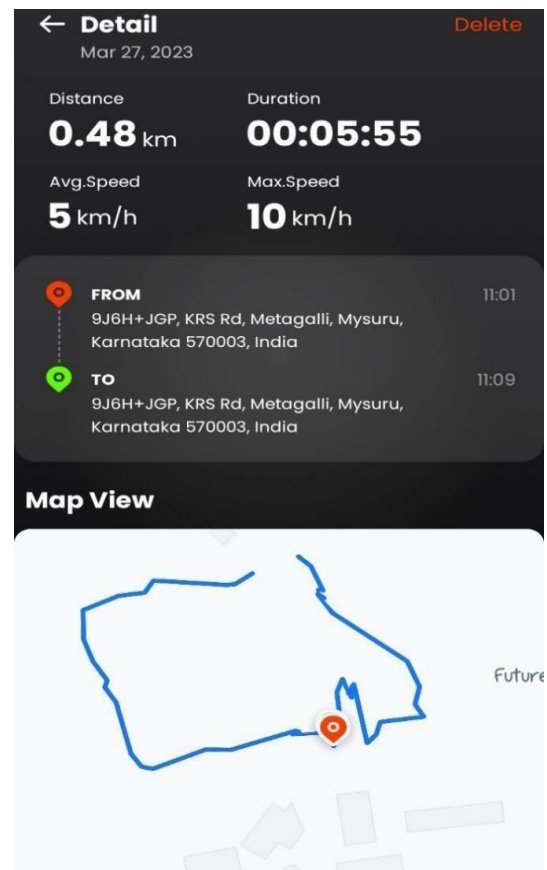 ← Detail Delete
Mar 27, 2023
Distance Duration
0.48 km 00:05:55
Avg.Speed Max.Speed
5 km/h 10 km/h
FROM 11:01
9J6H+JGP, KRS Rd, Metagalli, Mysuru,
Karnataka 570003, India
TO 11:09
9J6H+JGP, KRS Rd, Metagalli, Mysuru,
Karnataka 570003, India
Map View
Future